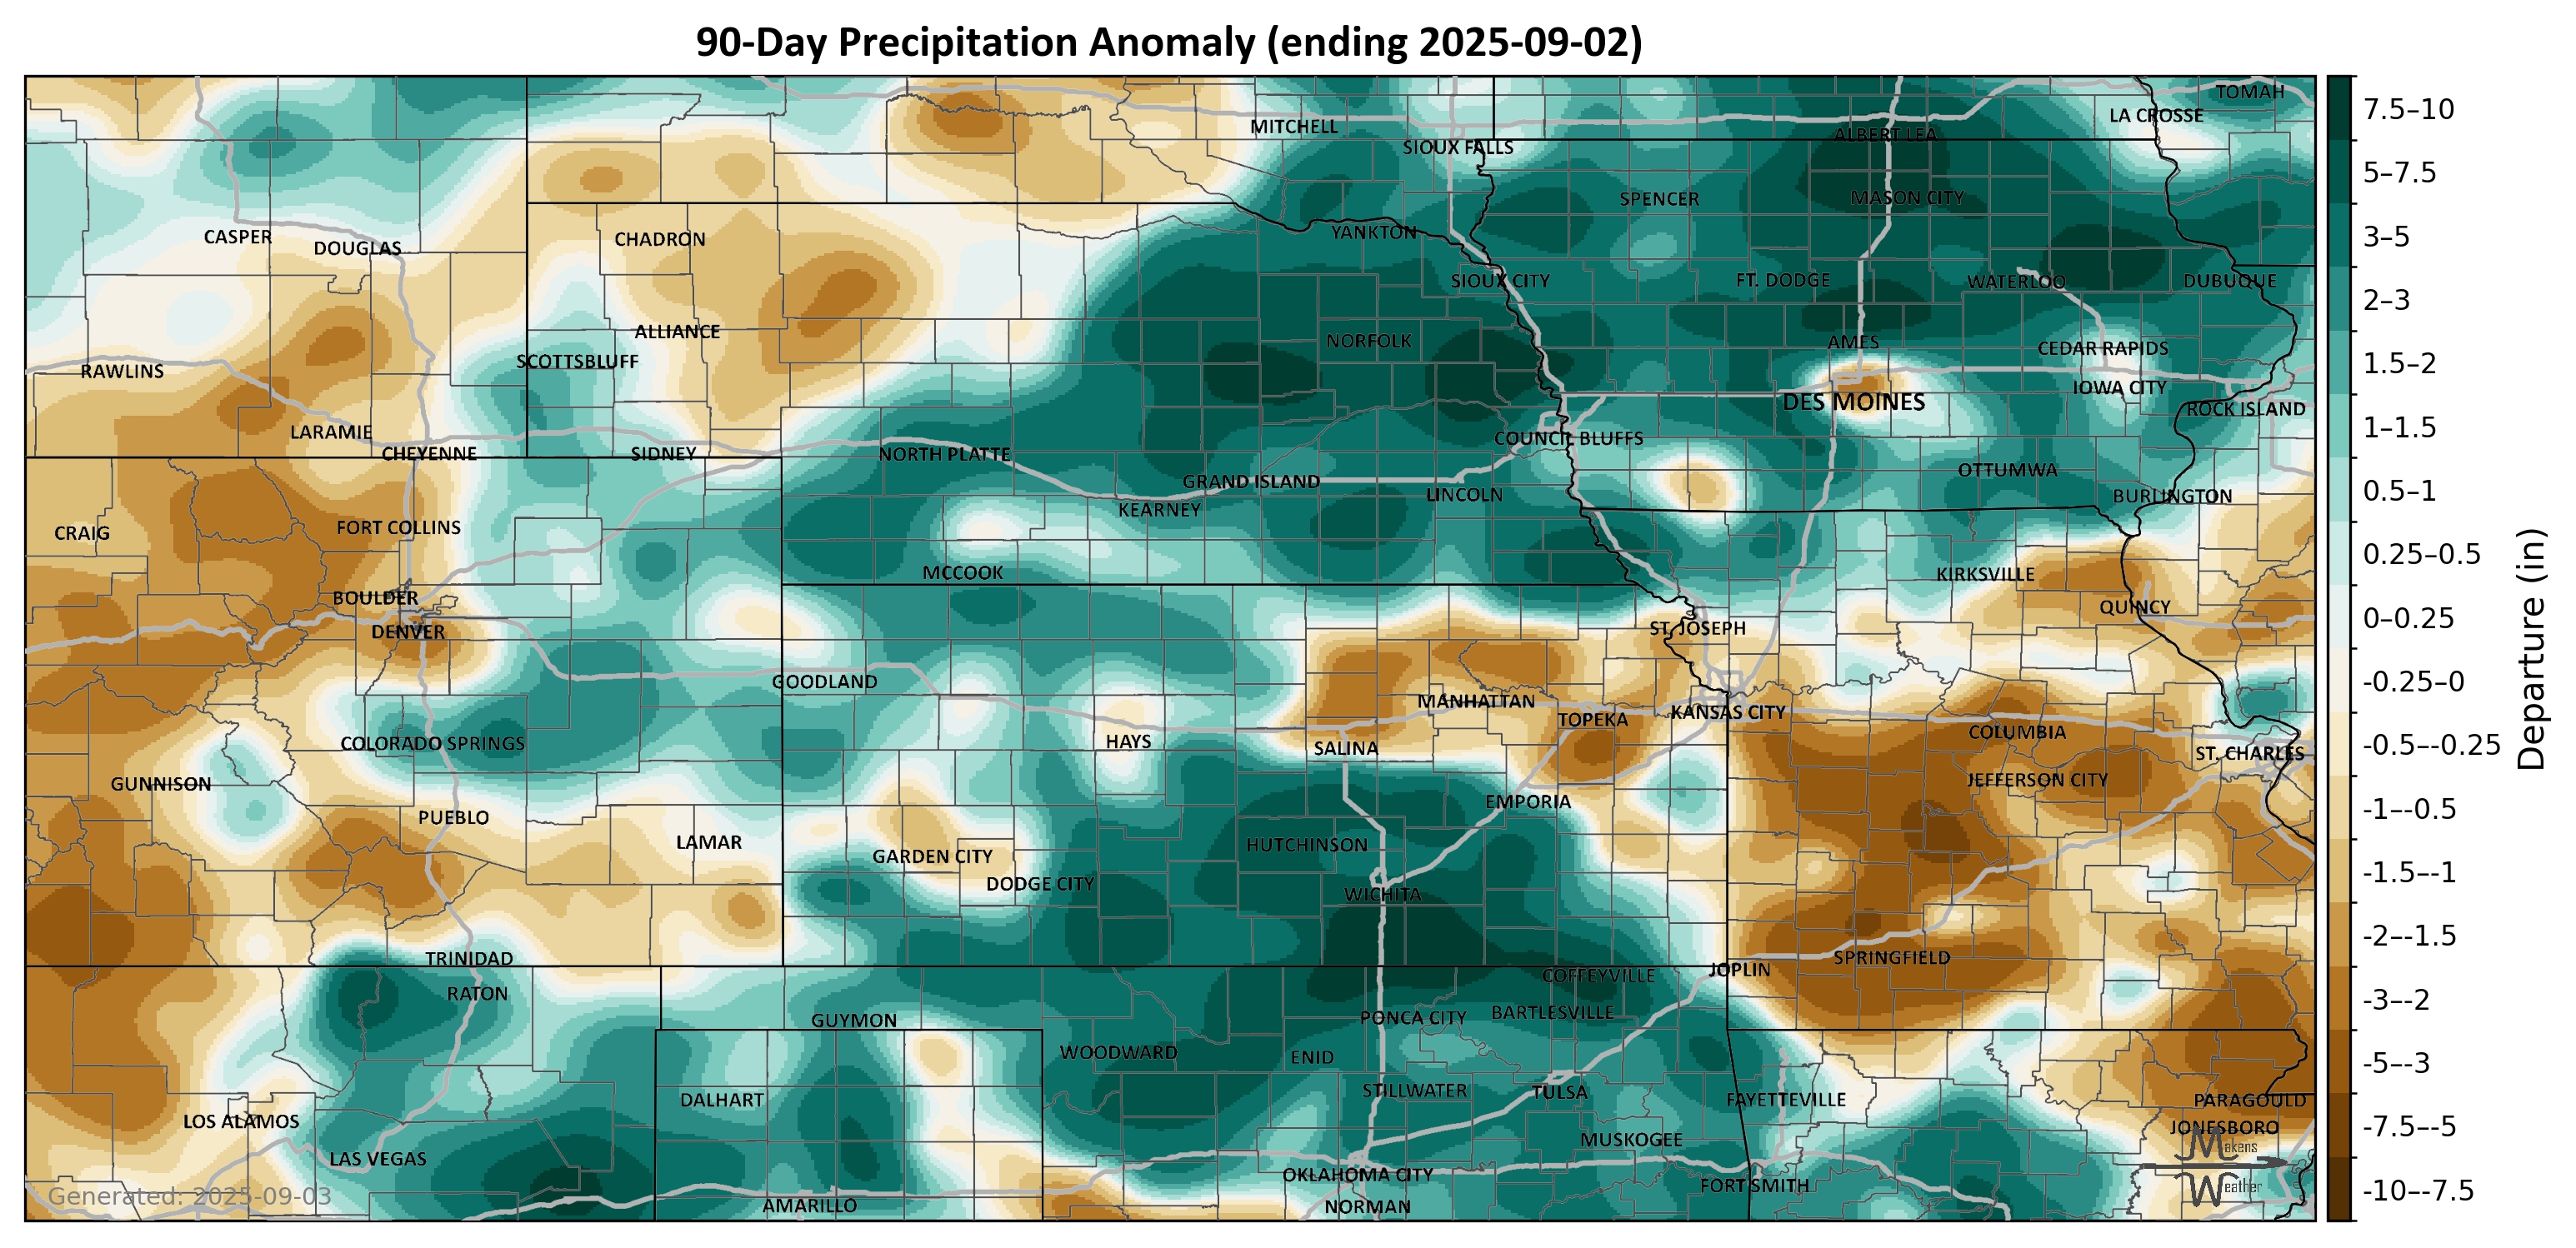 90-Day Precipitation Anomaly (ending 2025-09-02)
TOMAH
LA CROSSE
MITCHELL
ALBERT LEA
SIOUX FALLS
SPENCER
MASON CITY
CASPER
DOUGLAS
CHADRON
YANKTON
SIOUX CITY
FT. DODGE
WATERLOO
DUBUQUE
ALLIANCE
NORFOLK
AMES
CEDAR RAPIDS
SCOTTSBLUFF
RAWLINS
IOWA CITY
DES MOINES
ROCK ISLAND
LARAMIE
COUNCIL BLUFFS
CHEYENNE
SIDNEY
NORTH PLATTE
OTTUMWA
GRAND ISLAND
LINCOLN
BURLINGTON
KEARNEY
CRAIG
FORT COLLINS
MCCOOK
KIRKSVILLE
BOULDER
QUINCY
DENVER
ST. JOSEPH
GOODLAND
MANHATTAN
KANSAS CITY
TOPEKA
COLUMBIA
COLORADO SPRINGS
HAYS
SALINA
ST. CHARLES
GUNNISON
JEFFERSON CITY
EMPORIA
PUEBLO
LAMAR
HUTCHINSON
GARDEN CITY
DODGE CITY
WICHITA
TRINIDAD
SPRINGFIELD
JOPLIN
COFFEYVILLE
RATON
GUYMON
PONCA CITY
BARTLESVILLE
WOODWARD
ENID
STILLWATER
TULSA
DALHART
FAYETTEVILLE
PARAGOULD
LOS ALAMOS
JONESBORO
MUSKOGEE
LAS VEGAS
OKLAHOMA CITY
FORT SMITH
AMARILLO
NORMAN
Generated: 2025-09-03
Makens
Weather
7.5–10
5–7.5
3–5
2–3
1.5–2
1–1.5
0.5–1
0.25–0.5
0–0.25
-0.25–0
-0.5–-0.25
-1–-0.5
-1.5–-1
-2–-1.5
-3–-2
-5–-3
-7.5–-5
-10–-7.5
Departure (in)